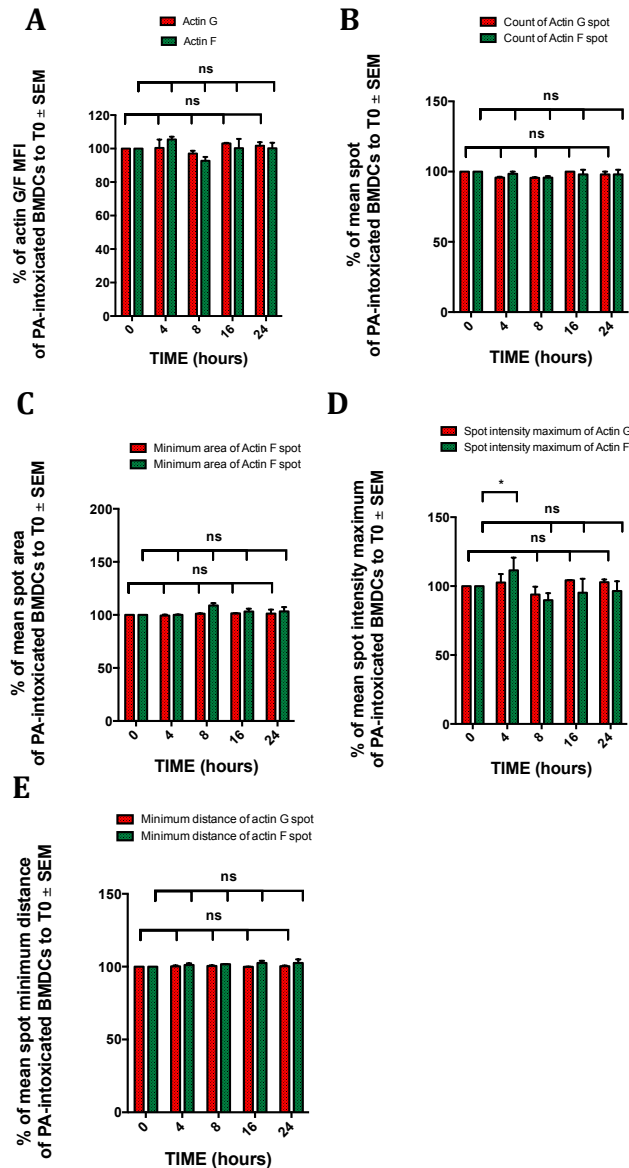 A
Actin G
Actin F
% of actin G/F MFI
of PA-intoxicated BMDCs to T0 ± SEM
ns
ns
120
100
80
60
40
20
0
0
4
8
16
24
TIME (hours)
B
Count of Actin G spot
Count of Actin F spot
% of mean spot
of PA-intoxicated BMDCs to T0 ± SEM
ns
ns
150
100
50
0
0
4
8
16
24
TIME (hours)
C
Minimum area of Actin F spot
Minimum area of Actin F spot
% of mean spot area
of PA-intoxicated BMDCs to T0 ± SEM
ns
ns
200
150
100
50
0
0
4
8
16
24
TIME (hours)
D
Spot intensity maximum of Actin G
Spot intensity maximum of Actin F
% of mean spot intensity maximum
of PA-intoxicated BMDCs to T0 ± SEM
*
ns
ns
150
100
50
0
0
4
8
16
24
TIME (hours)
E
Minimum distance of actin G spot
Minimum distance of actin F spot
% of mean spot minimum distance
of PA-intoxicated BMDCs to T0 ± SEM
ns
ns
150
100
50
0
0
4
8
16
24
TIME (hours)